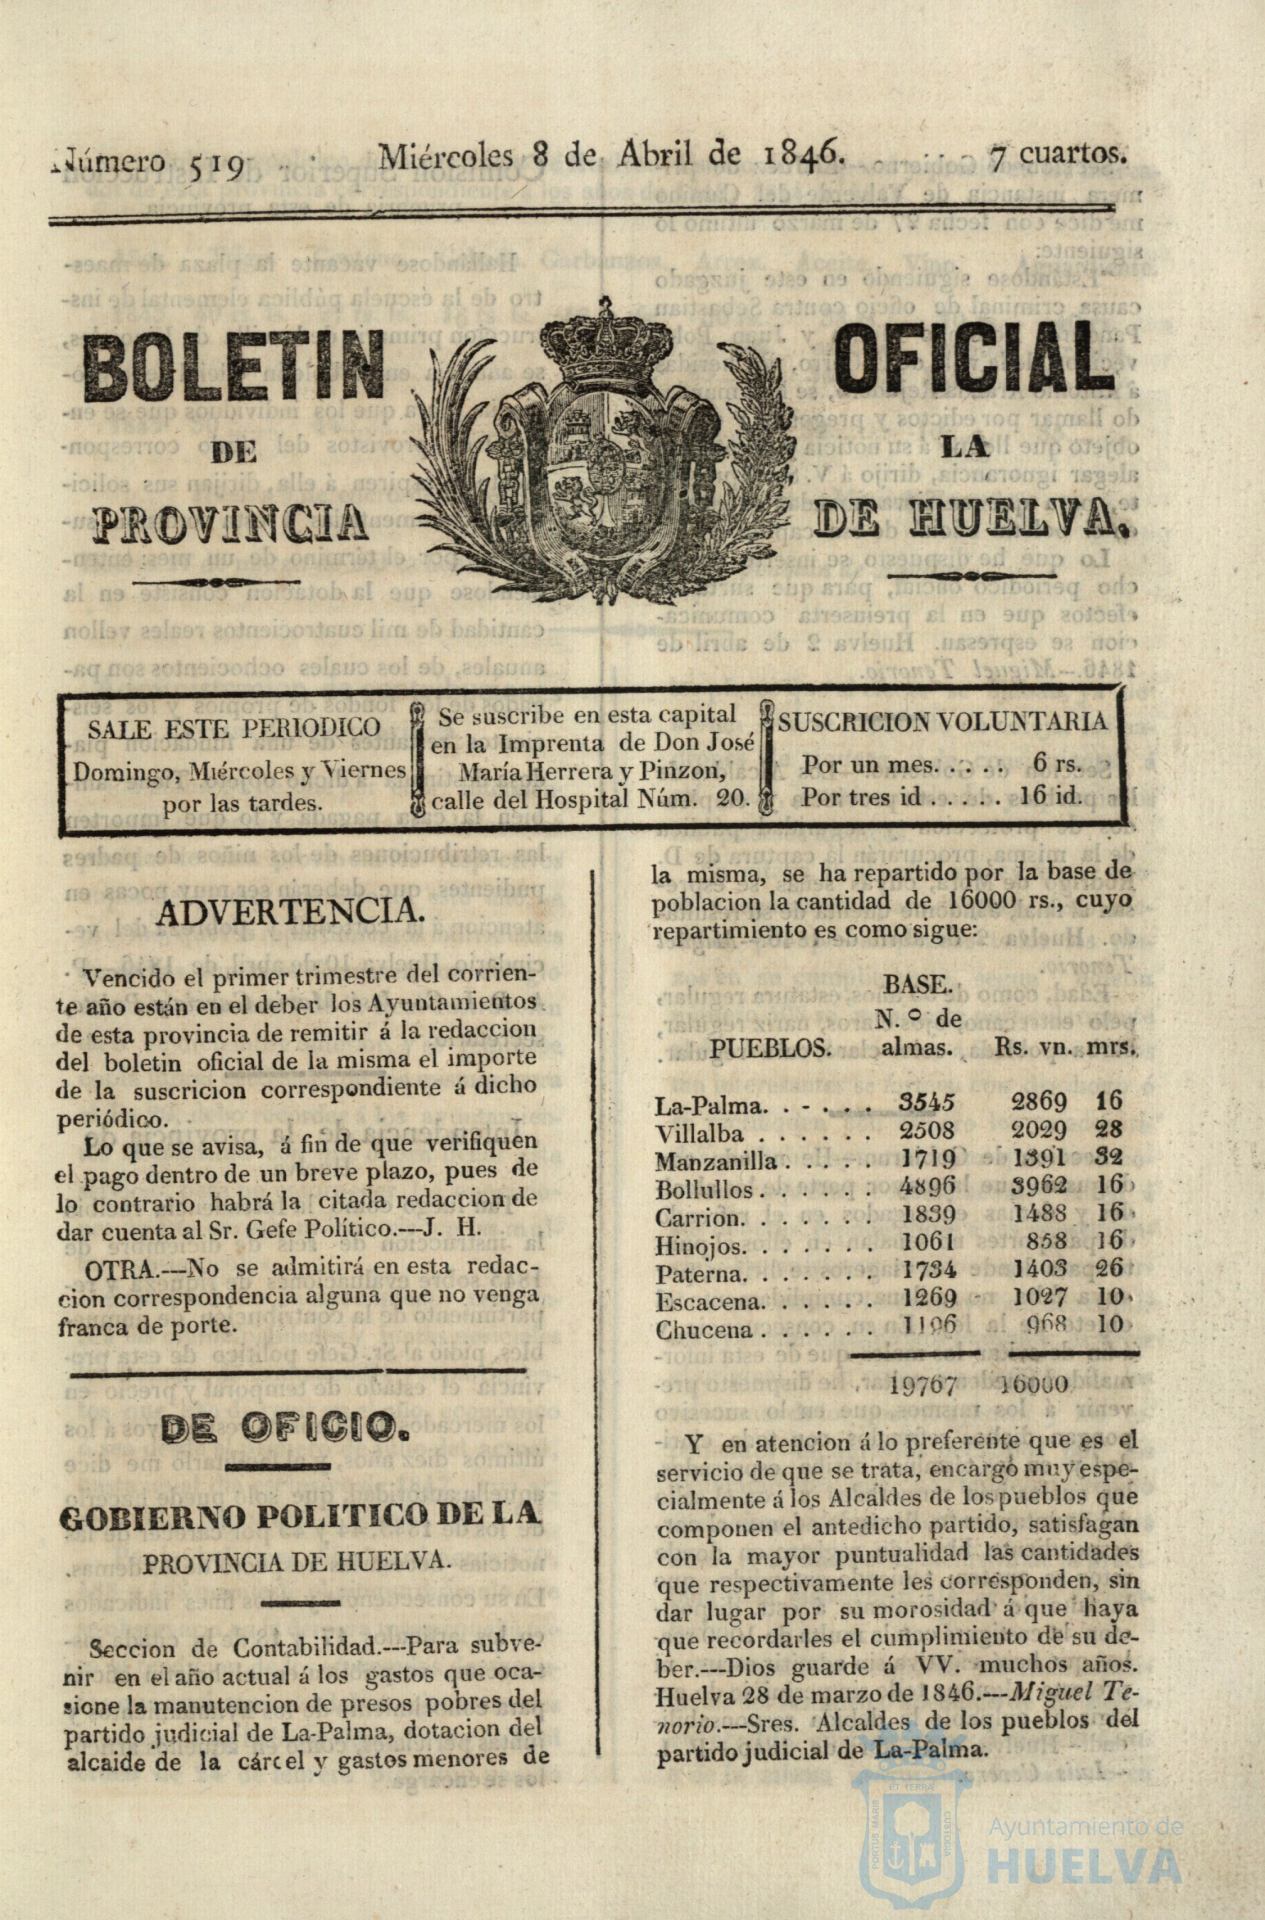 Número 519
Miércoles 8 de Abril de 1846.
7 cuartos.
BOLETIN OFICIAL
DE LA
PROVINCIA DE HUELVA.
SALE ESTE PERIODICO
Domingo, Miércoles y Viernes
por las tardes.
Se suscribe en esta capital
en la Imprenta de Don José
María Herrera y Pinzon,
calle del Hospital Núm. 20.
SUSCRICION VOLUNTARIA
Por un mes. . . . . 6 rs.
Por tres id . . . . . 16 id.
ADVERTENCIA.
Vencido el primer trimestre del corrien-
te año están en el deber los Ayuntamientos
de esta provincia de remitir á la redaccion
del boletin oficial de la misma el importe
de la suscricion correspondiente á dicho
periódico.
Lo que se avisa, á fin de que verifiquen
el pago dentro de un breve plazo, pues de
lo contrario habrá la citada redaccion de
dar cuenta al Sr. Gefe Político.---J. H.
OTRA.---No se admitirá en esta redac-
cion correspondencia alguna que no venga
franca de porte.
DE OFICIO.
GOBIERNO POLITICO DE LA
PROVINCIA DE HUELVA.
Seccion de Contabilidad.---Para subve-
nir en el año actual á los gastos que oca-
sione la manutencion de presos pobres del
partido judicial de La-Palma, dotacion del
alcaide de la cárcel y gastos menores de
la misma, se ha repartido por la base de
poblacion la cantidad de 16000 rs., cuyo
repartimiento es como sigue:
BASE.
N.º de
PUEBLOS. almas. Rs. vn. mrs.
La-Palma. . - . . . 3545 2869 16
Villalba . . . . . . 2508 2029 28
Manzanilla . . . . . 1719 1391 32
Bollullos . . . . . . 4896 3962 16
Carrion. . . . . . . 1839 1488 16
Hinojos. . . . . . . 1061 858 16
Paterna. . . . . . . 1734 1403 26
Escacena. . . . . . 1269 1027 10
Chucena . . . . . . 1196 968 10
19767 16000
Y en atencion á lo preferente que es el
servicio de que se trata, encargo muy espe-
cialmente á los Alcaldes de los pueblos que
componen el antedicho partido, satisfagan
con la mayor puntualidad las cantidades
que respectivamente les corresponden, sin
dar lugar por su morosidad á que haya
que recordarles el cumplimiento de su de-
ber.---Dios guarde á VV. muchos años.
Huelva 28 de marzo de 1846.---Miguel Te-
norio.---Sres. Alcaldes de los pueblos del
partido judicial de La-Palma.
PORTUS MARIS
ET TERRÆ
CUSTODIA
Ayuntamiento de
HUELVA